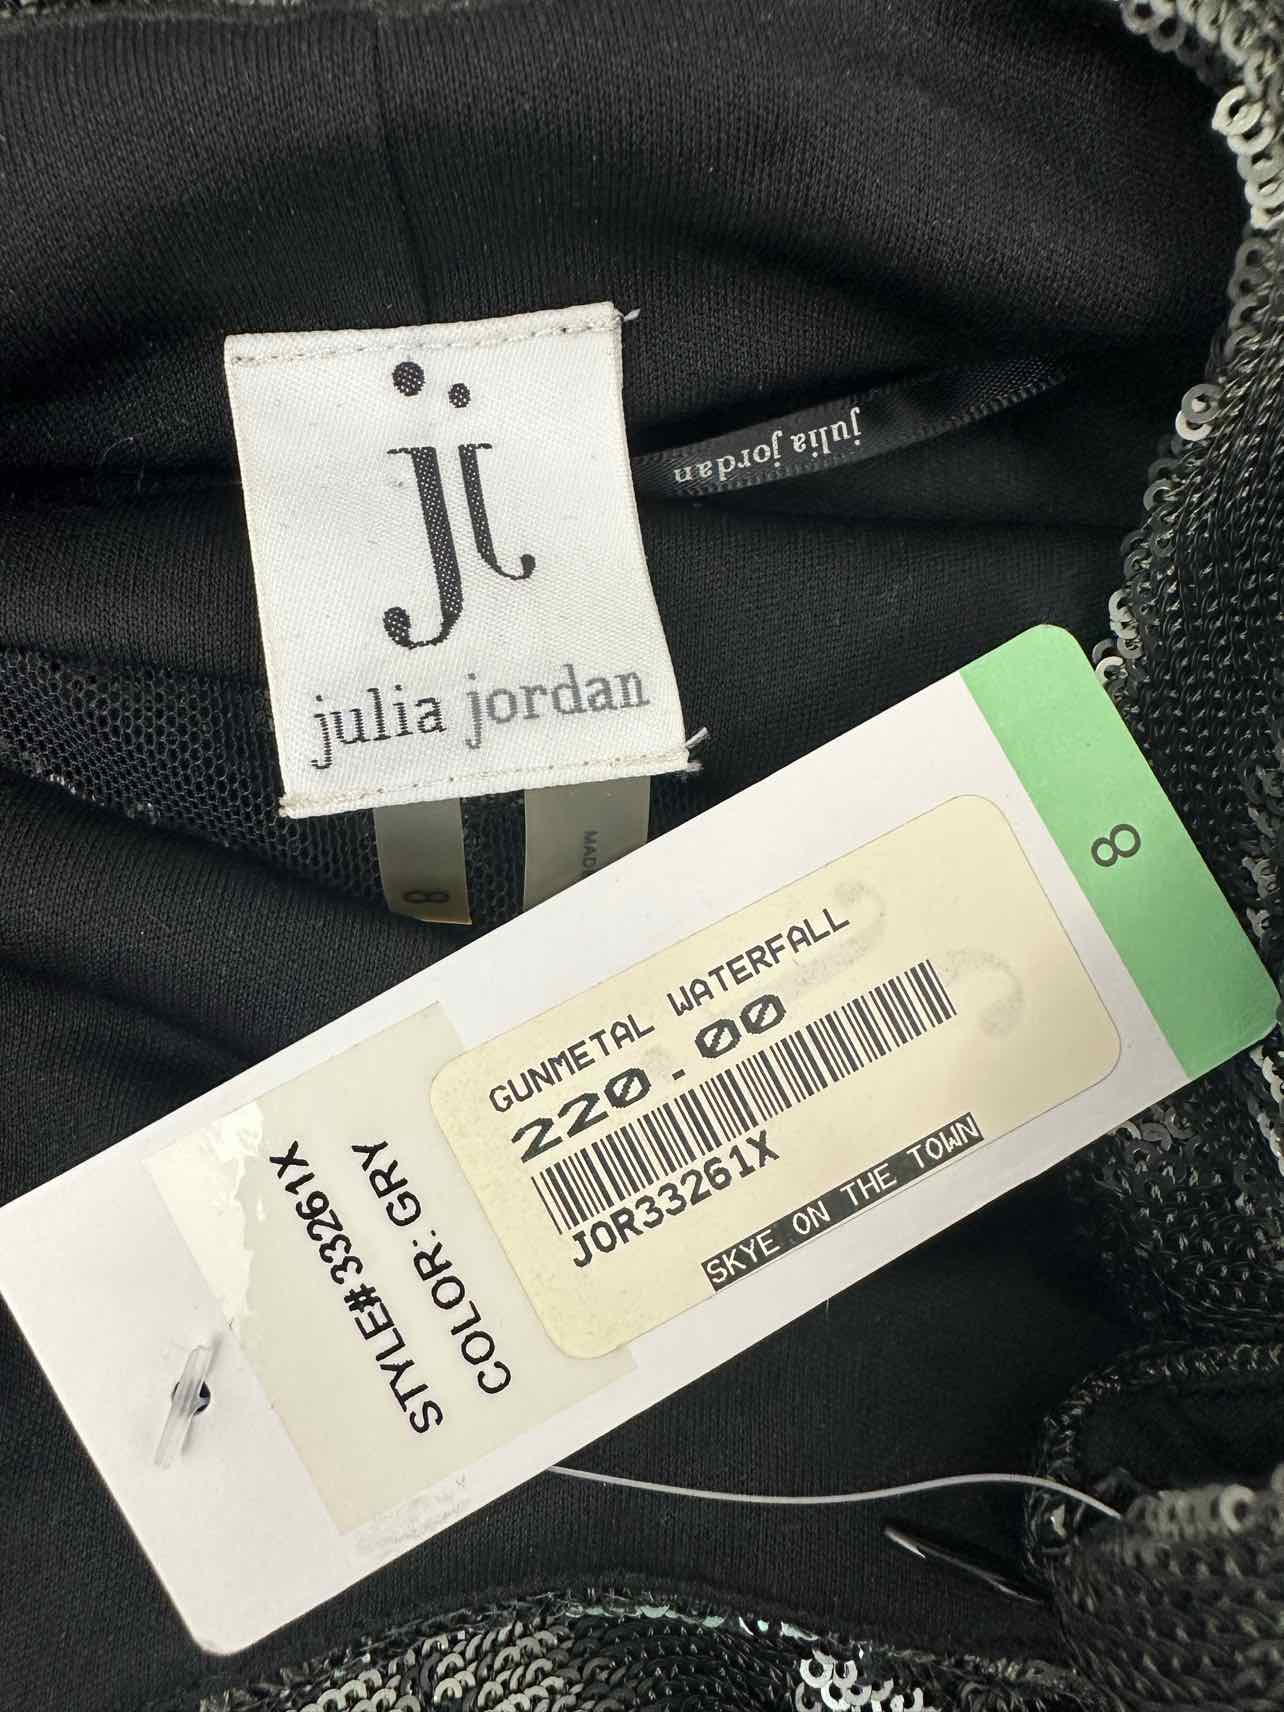 jj
julia jordan
julia jordan
8
MAD
8
GUNMETAL WATERFALL
220.00
JOR33261X
SKYE ON THE TOWN
STYLE# 33261X
COLOR: GRY